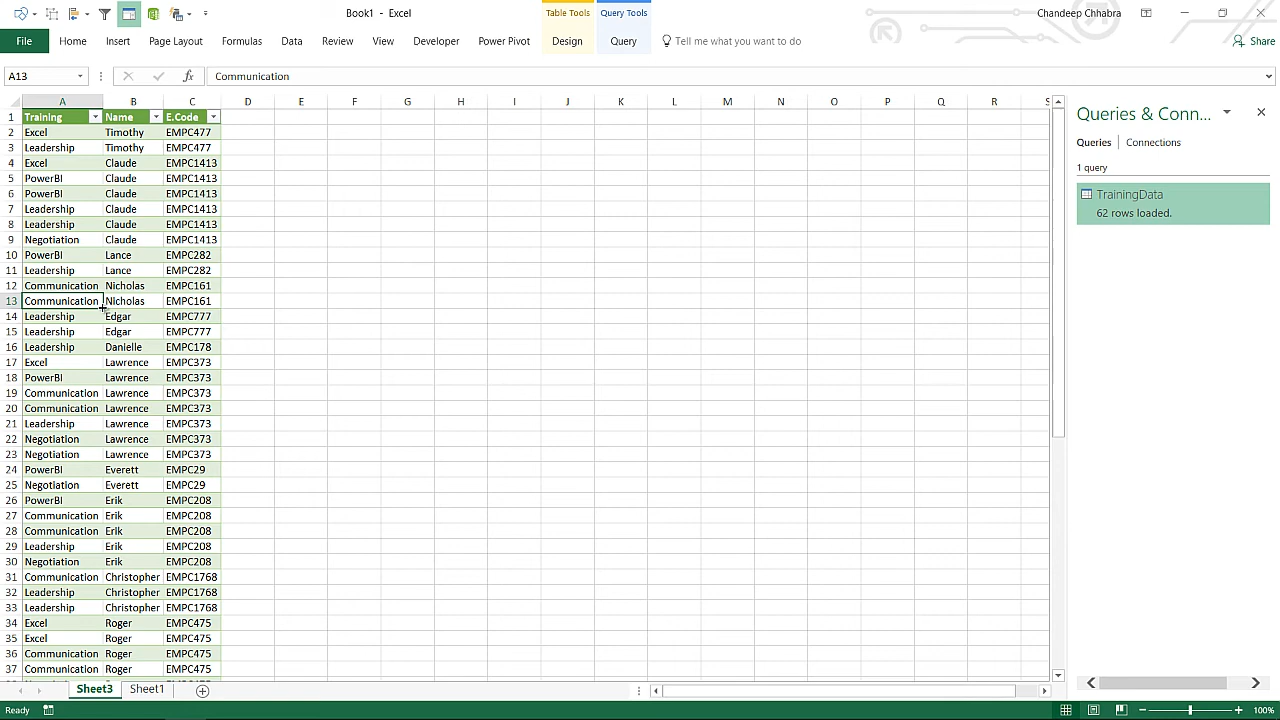 Book1 - Excel
Table Tools
Query Tools
Chandeep Chhabra
File Home Insert Page Layout Formulas Data Review View Developer Power Pivot Design Query Tell me what you want to do Share
A13 fx Communication
A B C D E F G H I J K L M N O P Q R S
1 Training Name E.Code
2 Excel Timothy EMPC477
3 Leadership Timothy EMPC477
4 Excel Claude EMPC1413
5 PowerBI Claude EMPC1413
6 PowerBI Claude EMPC1413
7 Leadership Claude EMPC1413
8 Leadership Claude EMPC1413
9 Negotiation Claude EMPC1413
10 PowerBI Lance EMPC282
11 Leadership Lance EMPC282
12 Communication Nicholas EMPC161
13 Communication Nicholas EMPC161
14 Leadership Edgar EMPC777
15 Leadership Edgar EMPC777
16 Leadership Danielle EMPC178
17 Excel Lawrence EMPC373
18 PowerBI Lawrence EMPC373
19 Communication Lawrence EMPC373
20 Communication Lawrence EMPC373
21 Leadership Lawrence EMPC373
22 Negotiation Lawrence EMPC373
23 Negotiation Lawrence EMPC373
24 PowerBI Everett EMPC29
25 Negotiation Everett EMPC29
26 PowerBI Erik EMPC208
27 Communication Erik EMPC208
28 Communication Erik EMPC208
29 Leadership Erik EMPC208
30 Negotiation Erik EMPC208
31 Communication Christopher EMPC1768
32 Leadership Christopher EMPC1768
33 Leadership Christopher EMPC1768
34 Excel Roger EMPC475
35 Excel Roger EMPC475
36 Communication Roger EMPC475
37 Communication Roger EMPC475
Queries & Conn...
Queries Connections
1 query
TrainingData
62 rows loaded.
Sheet3 Sheet1
Ready
100%